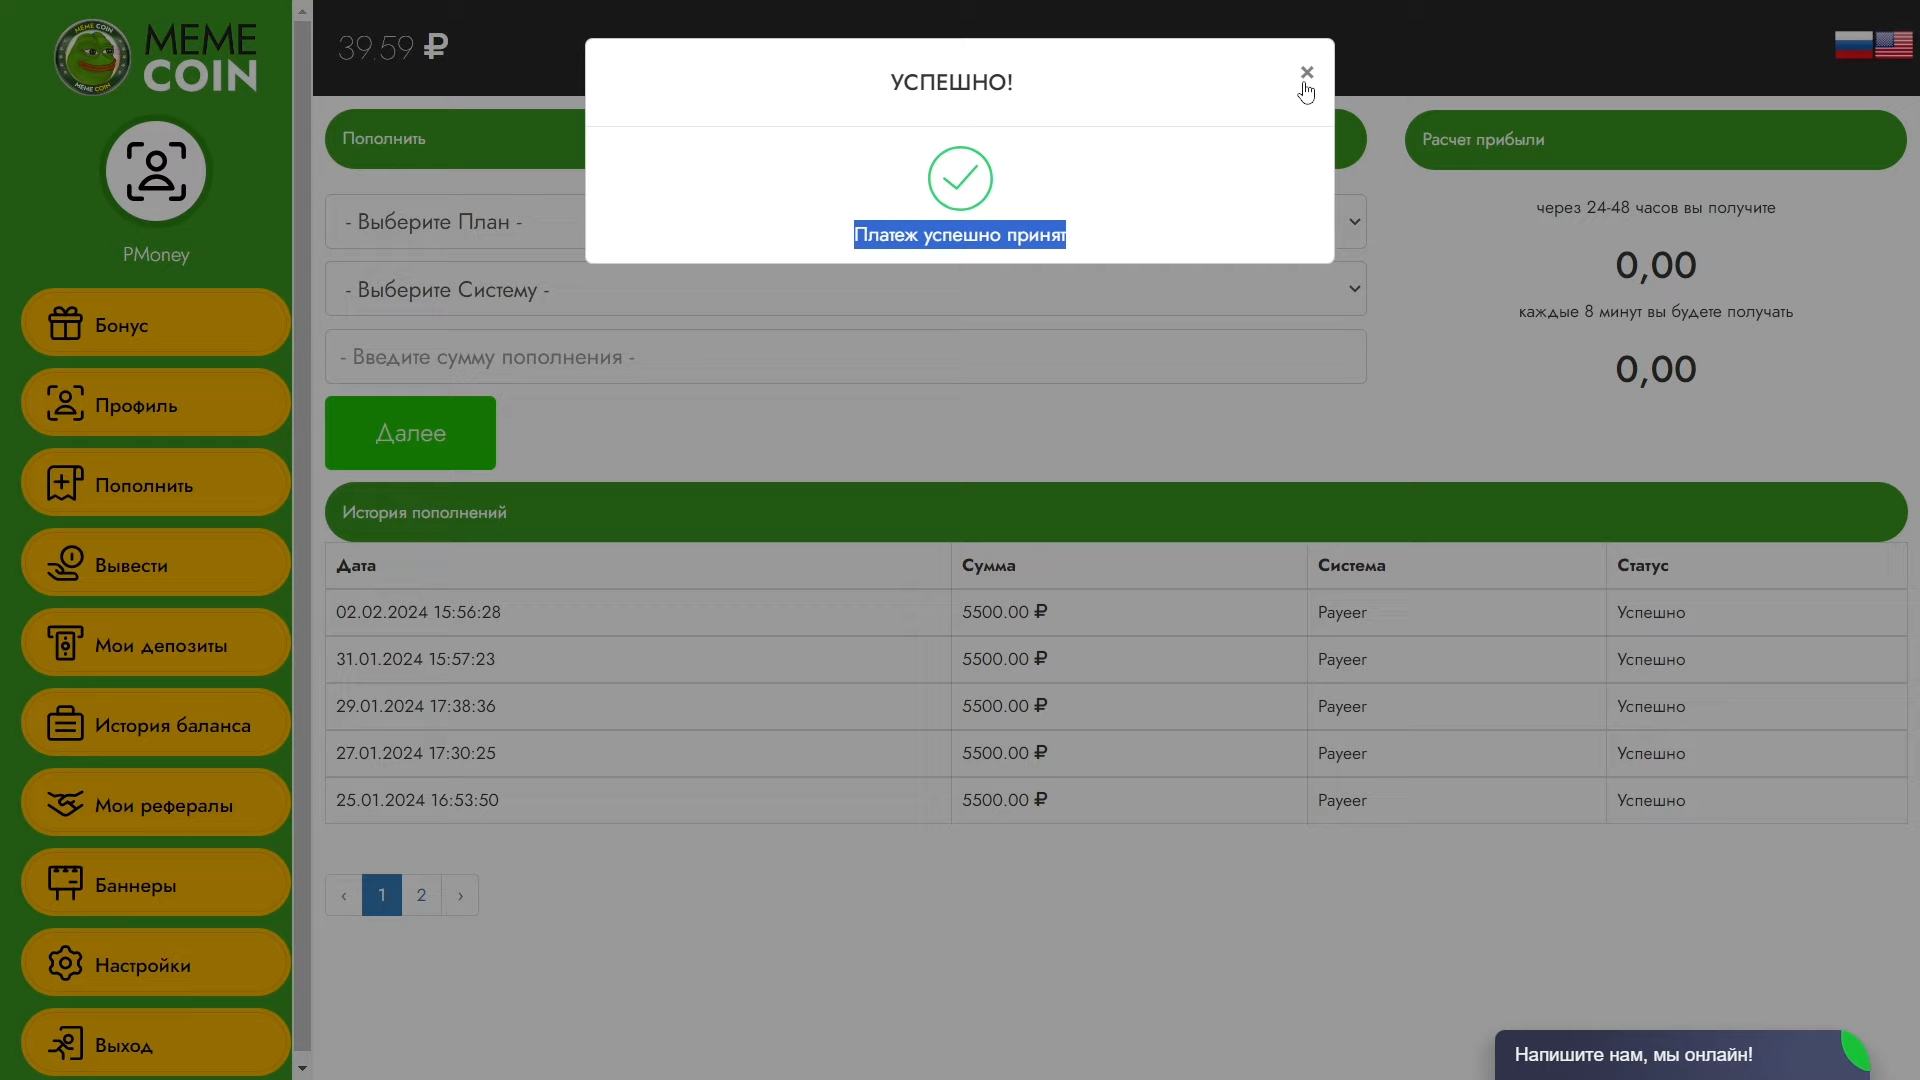 MEME COIN
MEME COIN
MEME
COIN
PMoney
Бонус
Профиль
Пополнить
Вывести
Мои депозиты
История баланса
Мои рефералы
Баннеры
Настройки
Выход
39.59 ₽
УСПЕШНО!
×
Платеж успешно принят
Пополнить
- Выберите План -
- Выберите Систему -
- Введите сумму пополнения -
Далее
Расчет прибыли
через 24-48 часов вы получите
0,00
каждые 8 минут вы будете получать
0,00
История пополнений
Дата Сумма Система Статус
02.02.2024 15:56:28 5500.00 ₽ Payeer Успешно
31.01.2024 15:57:23 5500.00 ₽ Payeer Успешно
29.01.2024 17:38:36 5500.00 ₽ Payeer Успешно
27.01.2024 17:30:25 5500.00 ₽ Payeer Успешно
25.01.2024 16:53:50 5500.00 ₽ Payeer Успешно
‹ 1 2 ›
Напишите нам, мы онлайн!